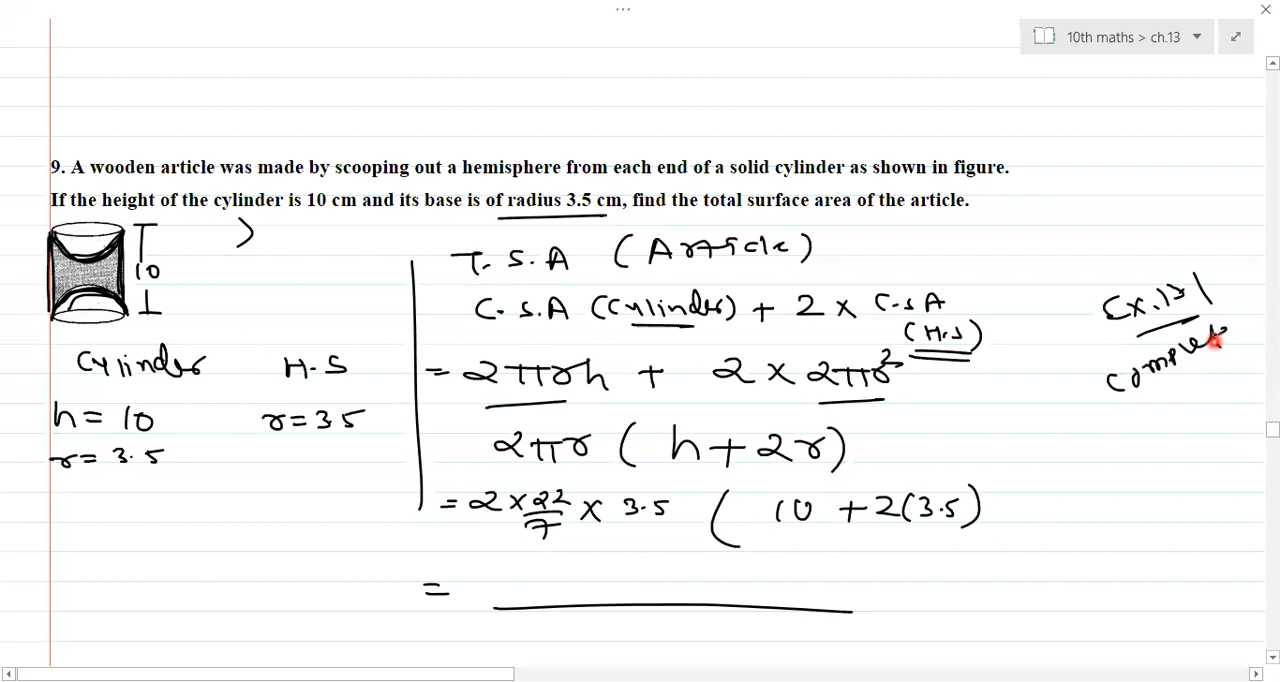 10th maths > ch.13
9. A wooden article was made by scooping out a hemisphere from each end of a solid cylinder as shown in figure.
If the height of the cylinder is 10 cm and its base is of radius 3.5 cm, find the total surface area of the article.
10
Cylinder H.S
h = 10 r = 3.5
r = 3.5
T.S.A (Article)
C.S.A (Cylinder) + 2 × C.S.A (H.S)
= 2πrh + 2 × 2πr²
2πr ( h + 2r)
= 2 × 22/7 × 3.5 ( 10 + 2(3.5)
=
Ex.13.1
complete